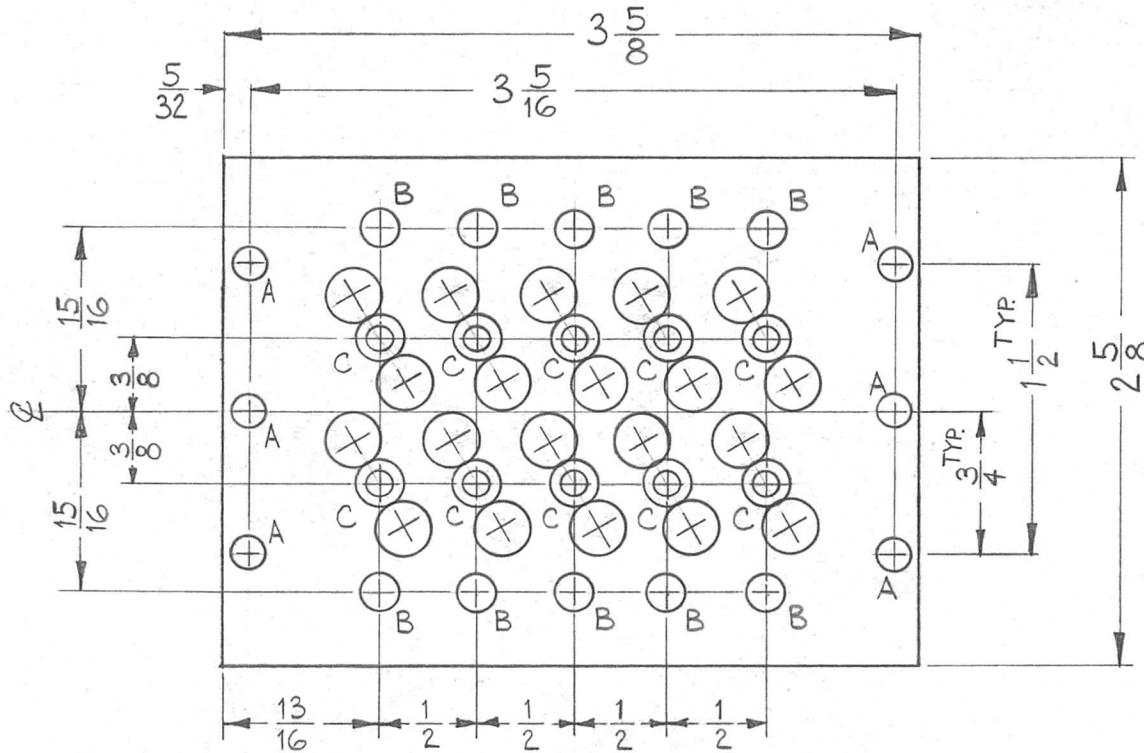 3 5/8
5/32
3 5/16
B B B B B
A A
15/16
3/8
C C C C C
1 1/2 TYP.
2 5/8
℄
A A
3/8
3/4 TYP.
15/16
C C C C C
A A
B B B B B
13/16 1/2 1/2 1/2 1/2